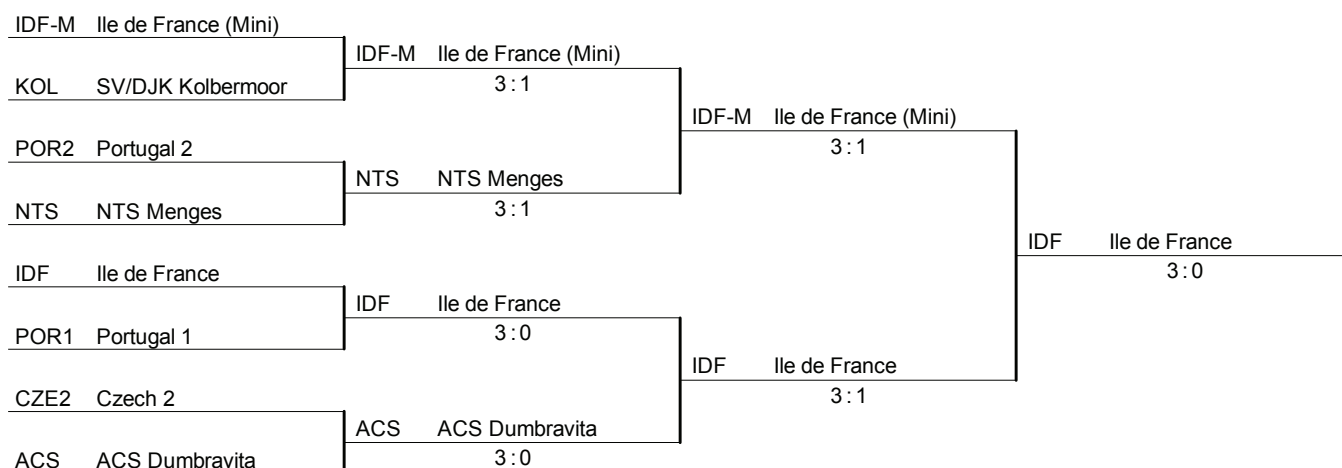 IDF-M Ile de France (Mini)
IDF-M Ile de France (Mini)
KOL SV/DJK Kolbermoor
3 : 1
IDF-M Ile de France (Mini)
POR2 Portugal 2
3 : 1
NTS NTS Menges
NTS NTS Menges
3 : 1
IDF Ile de France
IDF Ile de France
3 : 0
IDF Ile de France
POR1 Portugal 1
3 : 0
IDF Ile de France
CZE2 Czech 2
3 : 1
ACS ACS Dumbravita
ACS ACS Dumbravita
3 : 0